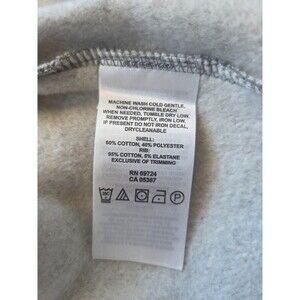 MACHINE WASH COLD GENTLE,
NON-CHLORINE BLEACH
WHEN NEEDED, TUMBLE DRY LOW,
REMOVE PROMPTLY, IRON LOW,
IF PRESENT DO NOT IRON DECAL,
DRYCLEANABLE
SHELL:
60% COTTON, 40% POLYESTER
RIB:
95% COTTON, 5% ELASTANE
EXCLUSIVE OF TRIMMING
RN 69724
CA 05367
P